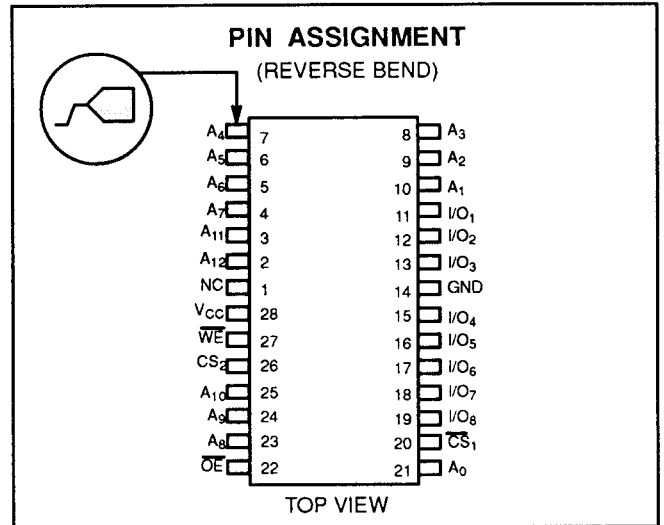 PIN ASSIGNMENT
(REVERSE BEND)
A4 7 8 A3
A5 6 9 A2
A6 5 10 A1
A7 4 11 I/O1
A11 3 12 I/O2
A12 2 13 I/O3
NC 1 14 GND
VCC 28 15 I/O4
W̅E̅ 27 16 I/O5
CS2 26 17 I/O6
A10 25 18 I/O7
A9 24 19 I/O8
A8 23 20 C̅S̅1
O̅E̅ 22 21 A0
TOP VIEW